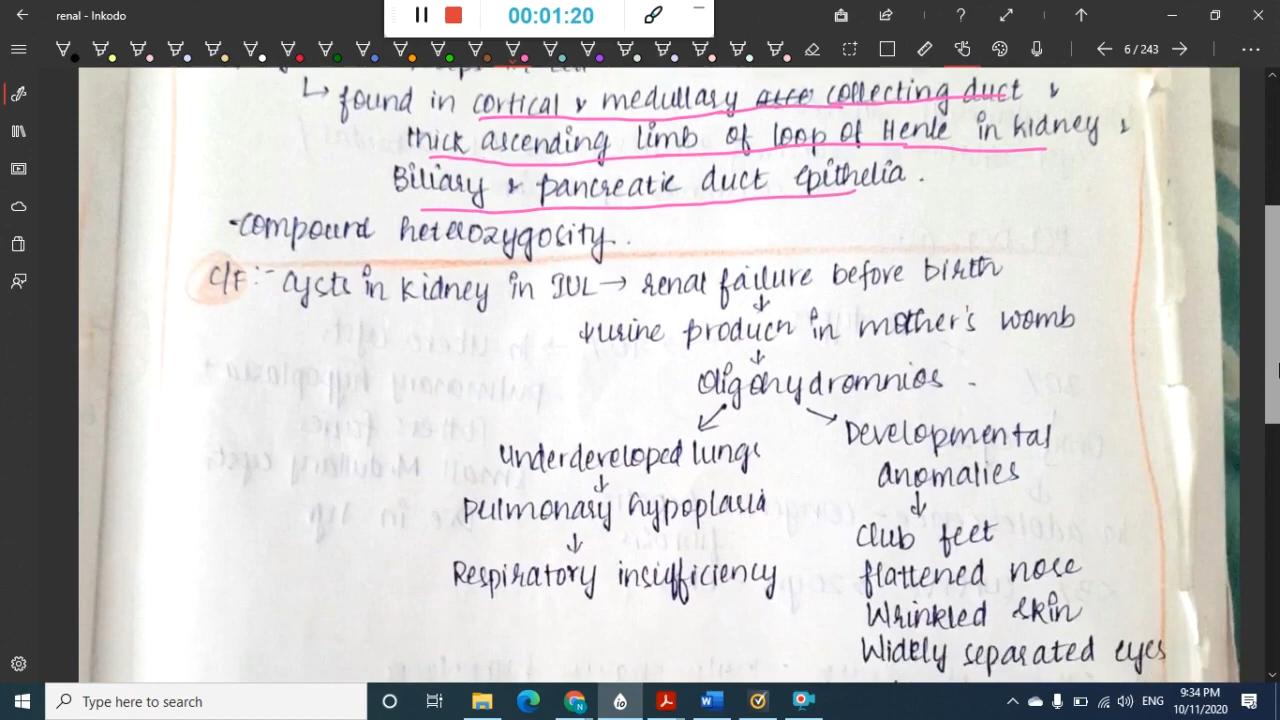 renal - Inkodo
00:01:20
6 / 243
↳ found in cortical & medullary collecting duct &
thick ascending limb of loop of Henle in kidney &
Biliary & pancreatic duct epithelia.
-compound heterozygosity.
C/F:- Cysts in kidney in IUL → renal failure before birth
↓
↓urine producn in mother's womb
↓
Oligohydromnios.
Underdeveloped lungs
↓
Pulmonary hypoplasia
↓
Respiratory insufficiency
Developmental
anomalies
↓
Club feet
flattened nose
Wrinkled skin
Widely separated eyes
Type here to search
ENG
9:34 PM
10/11/2020